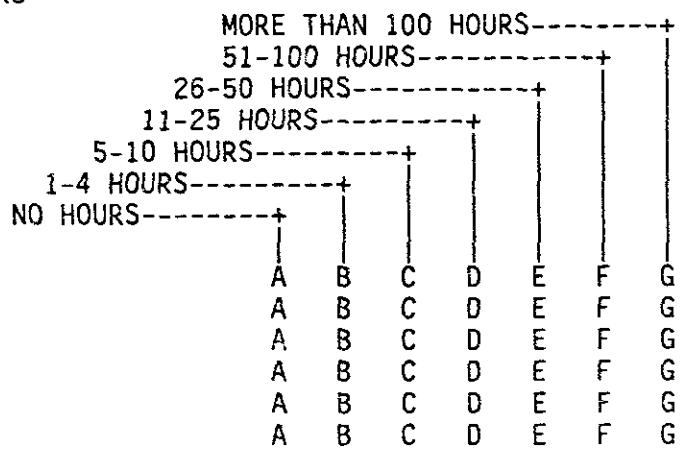 MORE THAN 100 HOURS--------+
51-100 HOURS-----------+
26-50 HOURS-----------+
11-25 HOURS---------+
5-10 HOURS---------+
1-4 HOURS---------+
NO HOURS--------+
A B C D E F G
A B C D E F G
A B C D E F G
A B C D E F G
A B C D E F G
A B C D E F G